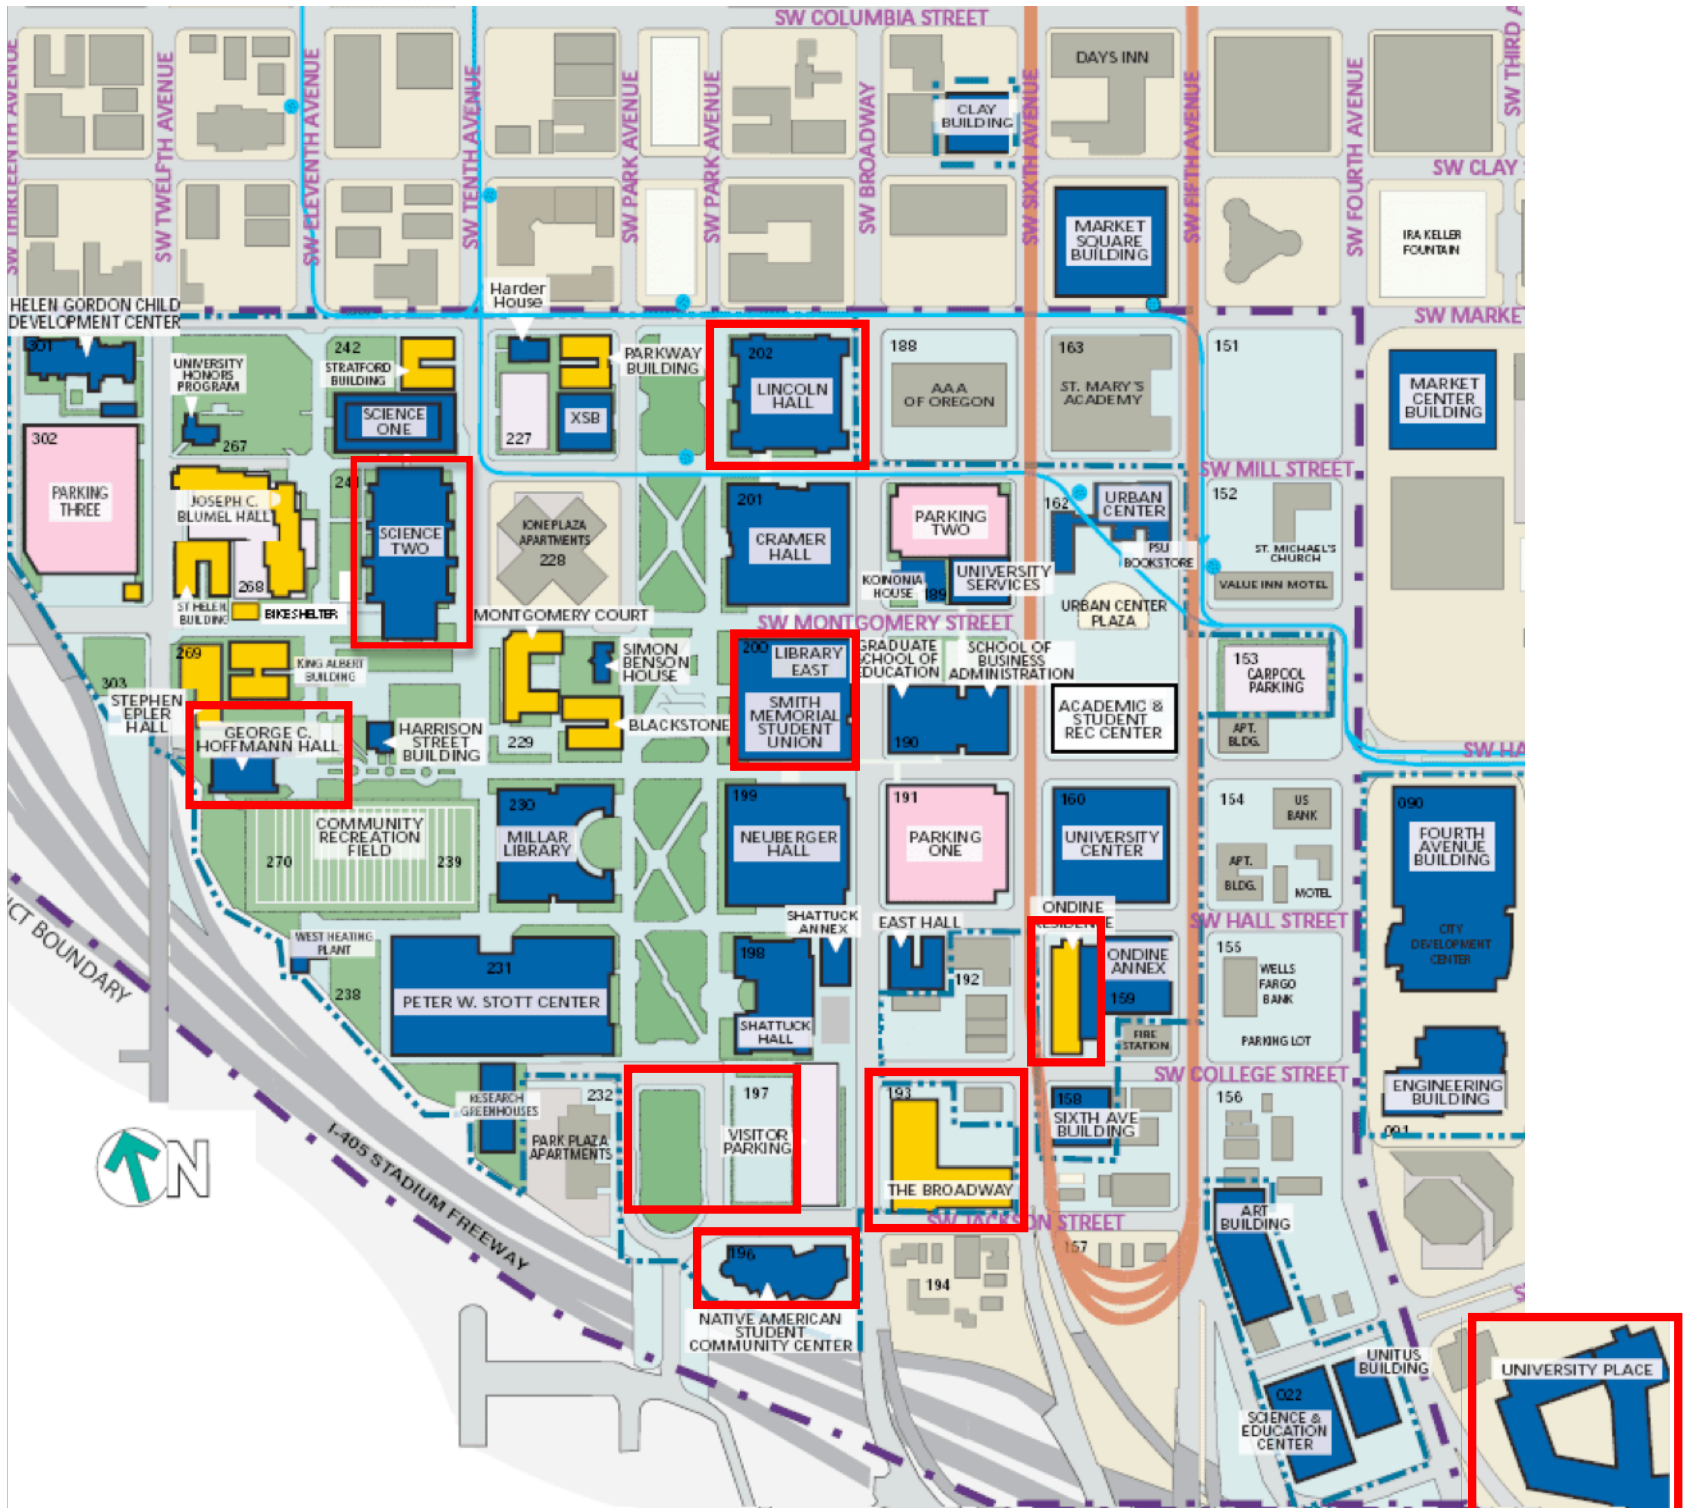 SW COLUMBIA STREET
SW THIRTEENTH AVENUE
SW TWELFTH AVENUE
SW ELEVENTH AVENUE
SW TENTH AVENUE
SW PARK AVENUE
SW PARK AVENUE
SW BROADWAY
SW SIXTH AVENUE
SW FIFTH AVENUE
SW FOURTH AVENUE
SW THIRD A
DAYS INN
CLAY
BUILDING
SW CLAY
MARKET
SQUARE
BUILDING
IRA KELLER
FOUNTAIN
HELEN GORDON CHILD
DEVELOPMENT CENTER
301
Harder
House
SW MARKE
UNIVERSITY
HONORS
PROGRAM
242
STRATFORD
BUILDING
PARKWAY
BUILDING
202
LINCOLN
HALL
188
AAA
OF OREGON
163
ST. MARY'S
ACADEMY
151
MARKET
CENTER
BUILDING
SCIENCE
ONE
XSB
227
302
267
PARKING
THREE
SW MILL STREET
JOSEPH C.
BLUMEL HALL
SCIENCE
TWO
IONE PLAZA
APARTMENTS
228
201
CRAMER
HALL
PARKING
TWO
162
URBAN
CENTER
152
PSU
BOOKSTORE
ST. MICHAEL'S
CHURCH
VALUE INN MOTEL
KOINONIA
HOUSE
189
UNIVERSITY
SERVICES
268
ST HELEN
BUILDING
BIKE SHELTER
MONTGOMERY COURT
SW MONTGOMERY STREET
URBAN CENTER
PLAZA
269
KING ALBERT
BUILDING
SIMON
BENSON
HOUSE
200
LIBRARY
EAST
SMITH
MEMORIAL
STUDENT
UNION
GRADUATE
SCHOOL OF
EDUCATION
SCHOOL OF
BUSINESS
ADMINISTRATION
190
153
CARPOOL
PARKING
303
STEPHEN
EPLER
HALL
GEORGE C.
HOFFMANN HALL
HARRISON
STREET
BUILDING
229
BLACKSTONE
ACADEMIC &
STUDENT
REC CENTER
APT.
BLDG.
SW HA
COMMUNITY
RECREATION
FIELD
270
239
230
MILLAR
LIBRARY
199
NEUBERGER
HALL
191
PARKING
ONE
160
UNIVERSITY
CENTER
154
US
BANK
APT.
BLDG.
MOTEL
090
FOURTH
AVENUE
BUILDING
CITY
DEVELOPMENT
CENTER
ICT BOUNDARY
WEST HEATING
PLANT
SHATTUCK
ANNEX
EAST HALL
ONDINE
RESIDENCE
SW HALL STREET
238
231
PETER W. STOTT CENTER
198
SHATTUCK
HALL
192
ONDINE
ANNEX
159
FIRE
STATION
155
WELLS
FARGO
BANK
PARKING LOT
SW COLLEGE STREET
ENGINEERING
BUILDING
091
RESEARCH
GREENHOUSES
232
PARK PLAZA
APARTMENTS
197
VISITOR
PARKING
193
THE BROADWAY
158
SIXTH AVE
BUILDING
156
N
I-405 STADIUM FREEWAY
SW JACKSON STREET
ART
BUILDING
196
NATIVE AMERICAN
STUDENT
COMMUNITY CENTER
194
157
UNITUS
BUILDING
022
SCIENCE &
EDUCATION
CENTER
UNIVERSITY PLACE